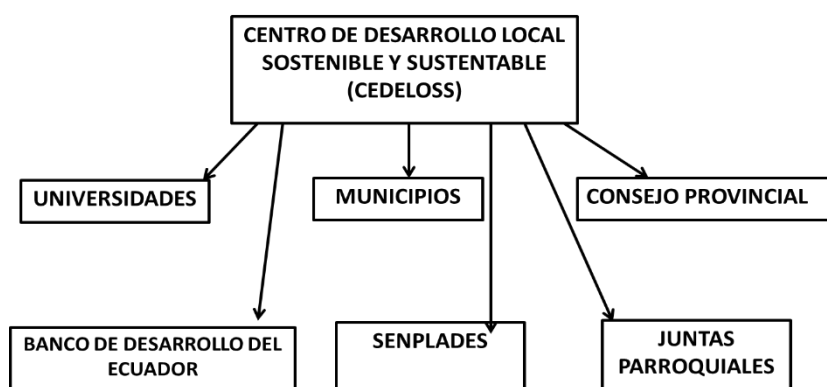 CENTRO DE DESARROLLO LOCAL
SOSTENIBLE Y SUSTENTABLE
(CEDELOSS)
UNIVERSIDADES
MUNICIPIOS
CONSEJO PROVINCIAL
BANCO DE DESARROLLO DEL
ECUADOR
SENPLADES
JUNTAS
PARROQUIALES